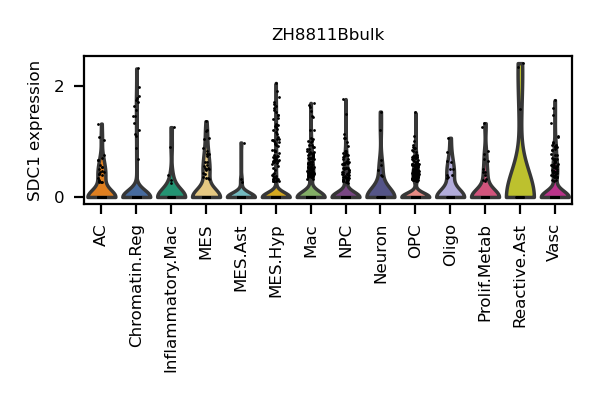 ZH8811Bbulk
SDC1 expression
2
0
AC
Chromatin.Reg
Inflammatory.Mac
MES
MES.Ast
MES.Hyp
Mac
NPC
Neuron
OPC
Oligo
Prolif.Metab
Reactive.Ast
Vasc